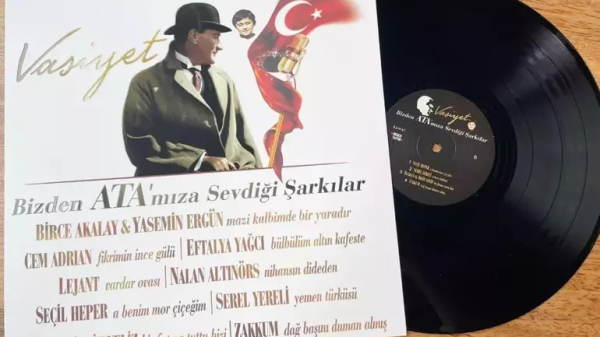 Vasiyet
Bizden ATA'mıza Sevdiği Şarkılar
BİRCE AKALAY & YASEMİN ERGÜN mazi kalbimde bir yaradır
CEM ADRIAN fikrimin ince gülü | EFTALYA YAĞCI bülbülüm altın kafeste
LEJANT vardar ovası | NALAN ALTINÖRS nihansın dideden
SEÇİL HEPER a benim mor çiçeğim | SEREL YERELİ yemen türküsü
ZAKKUM dağ başını duman almış
Vasiyet
Bizden ATA'mıza Sevdiği Şarkılar